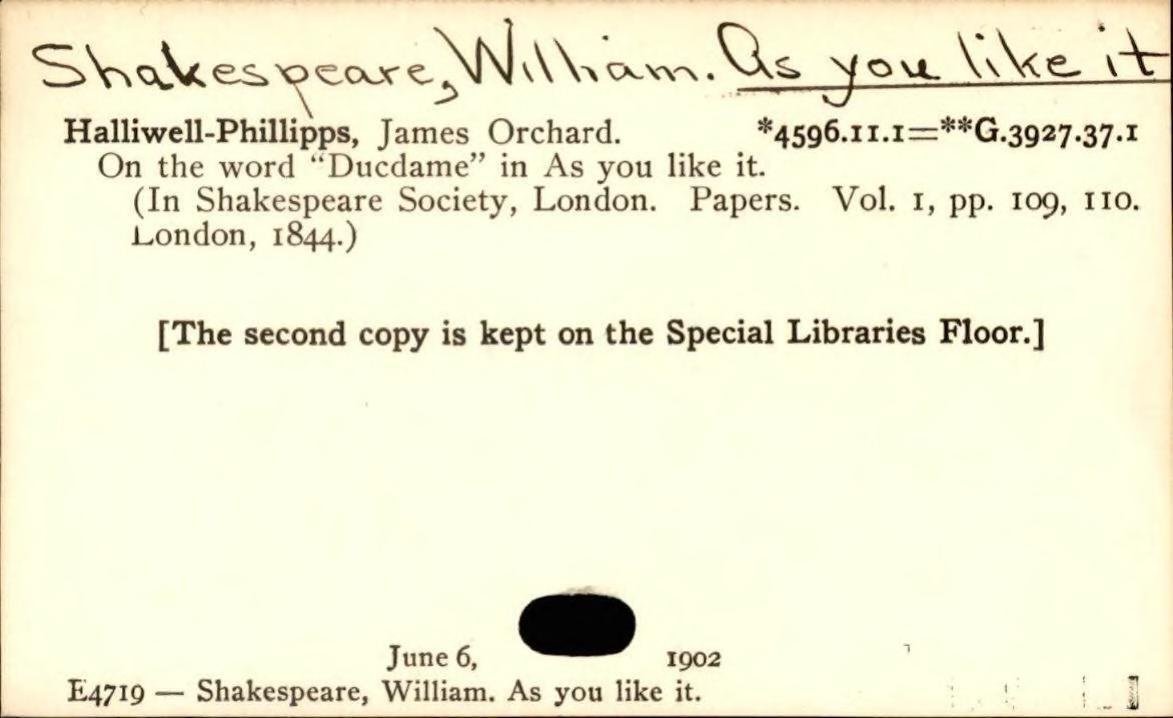 Shakespeare, William. As you like it
Halliwell-Phillipps, James Orchard. *4596.11.1=**G.3927.37.1
On the word “Ducdame” in As you like it.
(In Shakespeare Society, London. Papers. Vol. 1, pp. 109, 110.
London, 1844.)
[The second copy is kept on the Special Libraries Floor.]
June 6, 1902
E4719 — Shakespeare, William. As you like it.